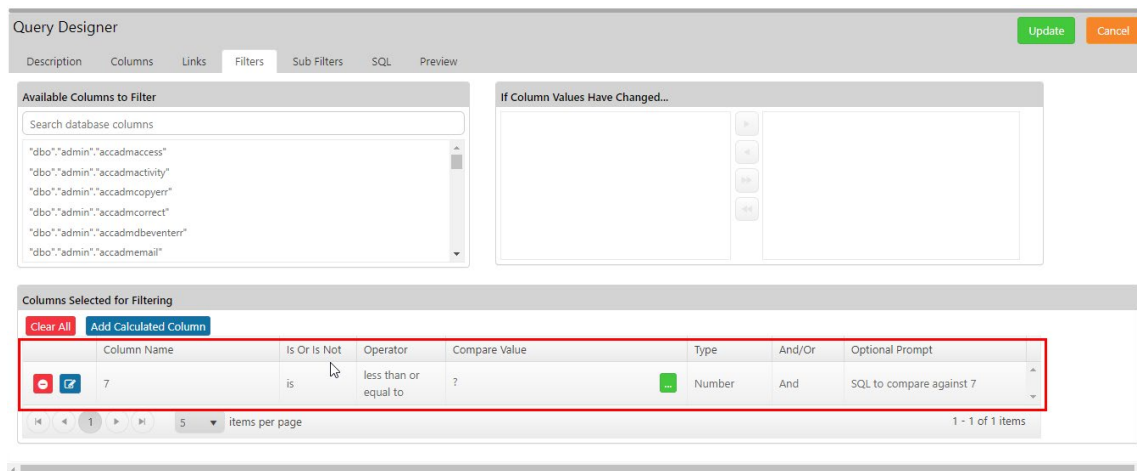 Query Designer
Update
Cancel
Description Columns Links Filters Sub Filters SQL Preview
Available Columns to Filter
If Column Values Have Changed...
Search database columns
"dbo"."admin"."accadmaccess"
"dbo"."admin"."accadmactivity"
"dbo"."admin"."accadmcopyerr"
"dbo"."admin"."accadmcorrect"
"dbo"."admin"."accadmdbeventerr"
"dbo"."admin"."accadmemail"
Columns Selected for Filtering
Clear All Add Calculated Column
Column Name Is Or Is Not Operator Compare Value Type And/Or Optional Prompt
7 is less than or equal to ? ... Number And SQL to compare against 7
1 5 items per page 1 - 1 of 1 items